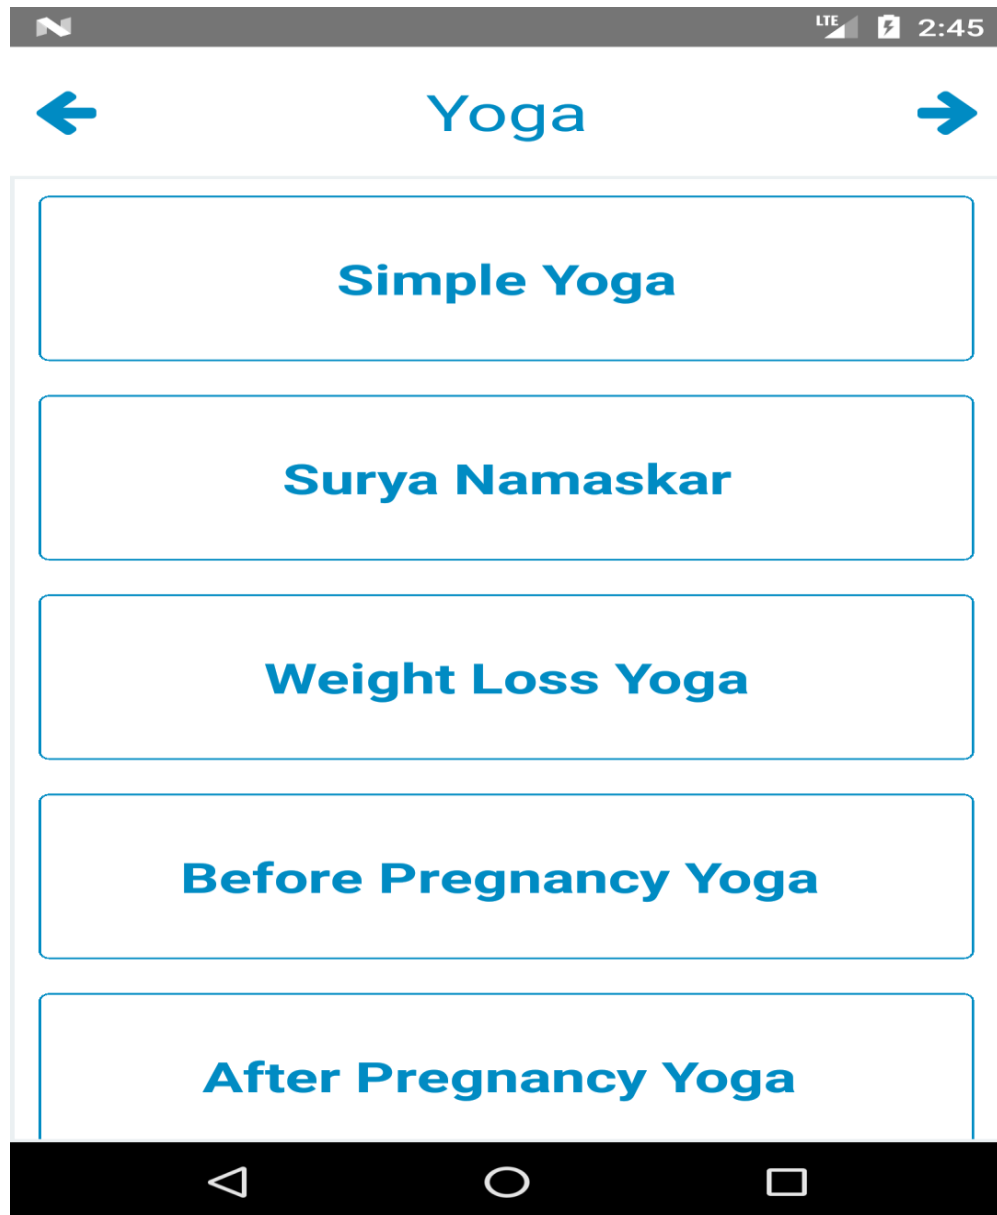 LTE 2:45
Yoga
Simple Yoga
Surya Namaskar
Weight Loss Yoga
Before Pregnancy Yoga
After Pregnancy Yoga